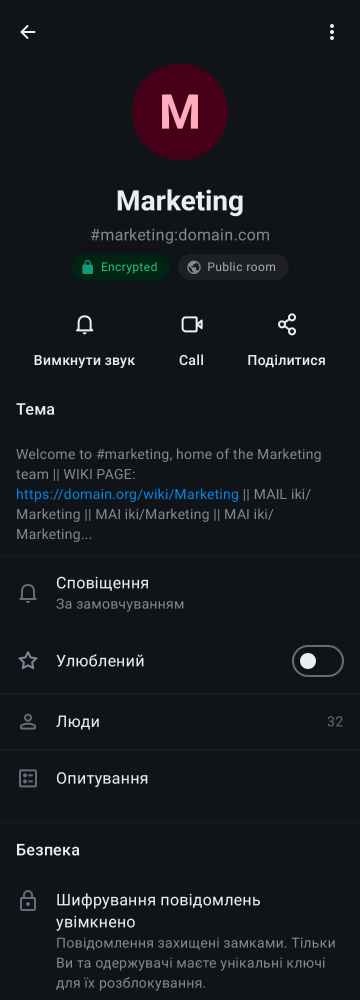 M
Marketing
#marketing:domain.com
Encrypted
Public room
Вимкнути звук
Call
Поділитися
Тема
Welcome to #marketing, home of the Marketing
team || WIKI PAGE:
https://domain.org/wiki/Marketing || MAIL iki/
Marketing || MAI iki/Marketing || MAI iki/
Marketing...
Сповіщення
За замовчуванням
Улюблений
Люди
32
Опитування
Безпека
Шифрування повідомлень
увімкнено
Повідомлення захищені замками. Тільки
Ви та одержувачі маєте унікальні ключі
для їх розблокування.